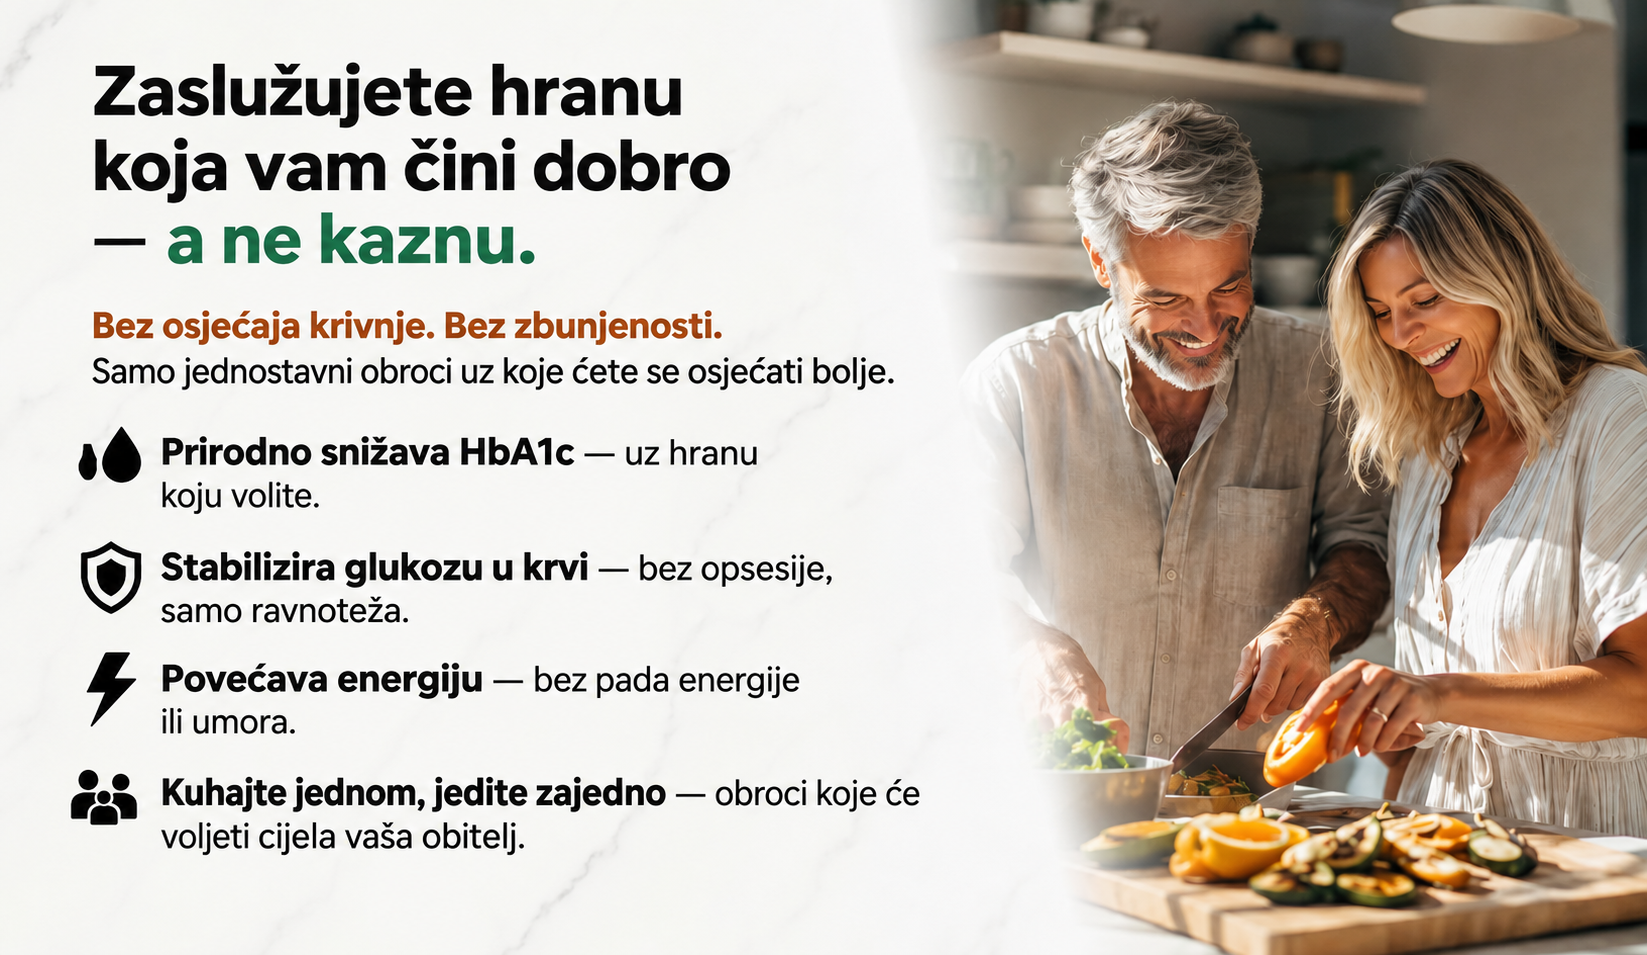 Zaslužujete hranu
koja vam čini dobro
— a ne kaznu.
Bez osjećaja krivnje. Bez zbunjenosti.
Samo jednostavni obroci uz koje ćete se osjećati bolje.
Prirodno snižava HbA1c — uz hranu
koju volite.
Stabilizira glukozu u krvi — bez opsesije,
samo ravnoteža.
Povećava energiju — bez pada energije
ili umora.
Kuhajte jednom, jedite zajedno — obroci koje će
voljeti cijela vaša obitelj.